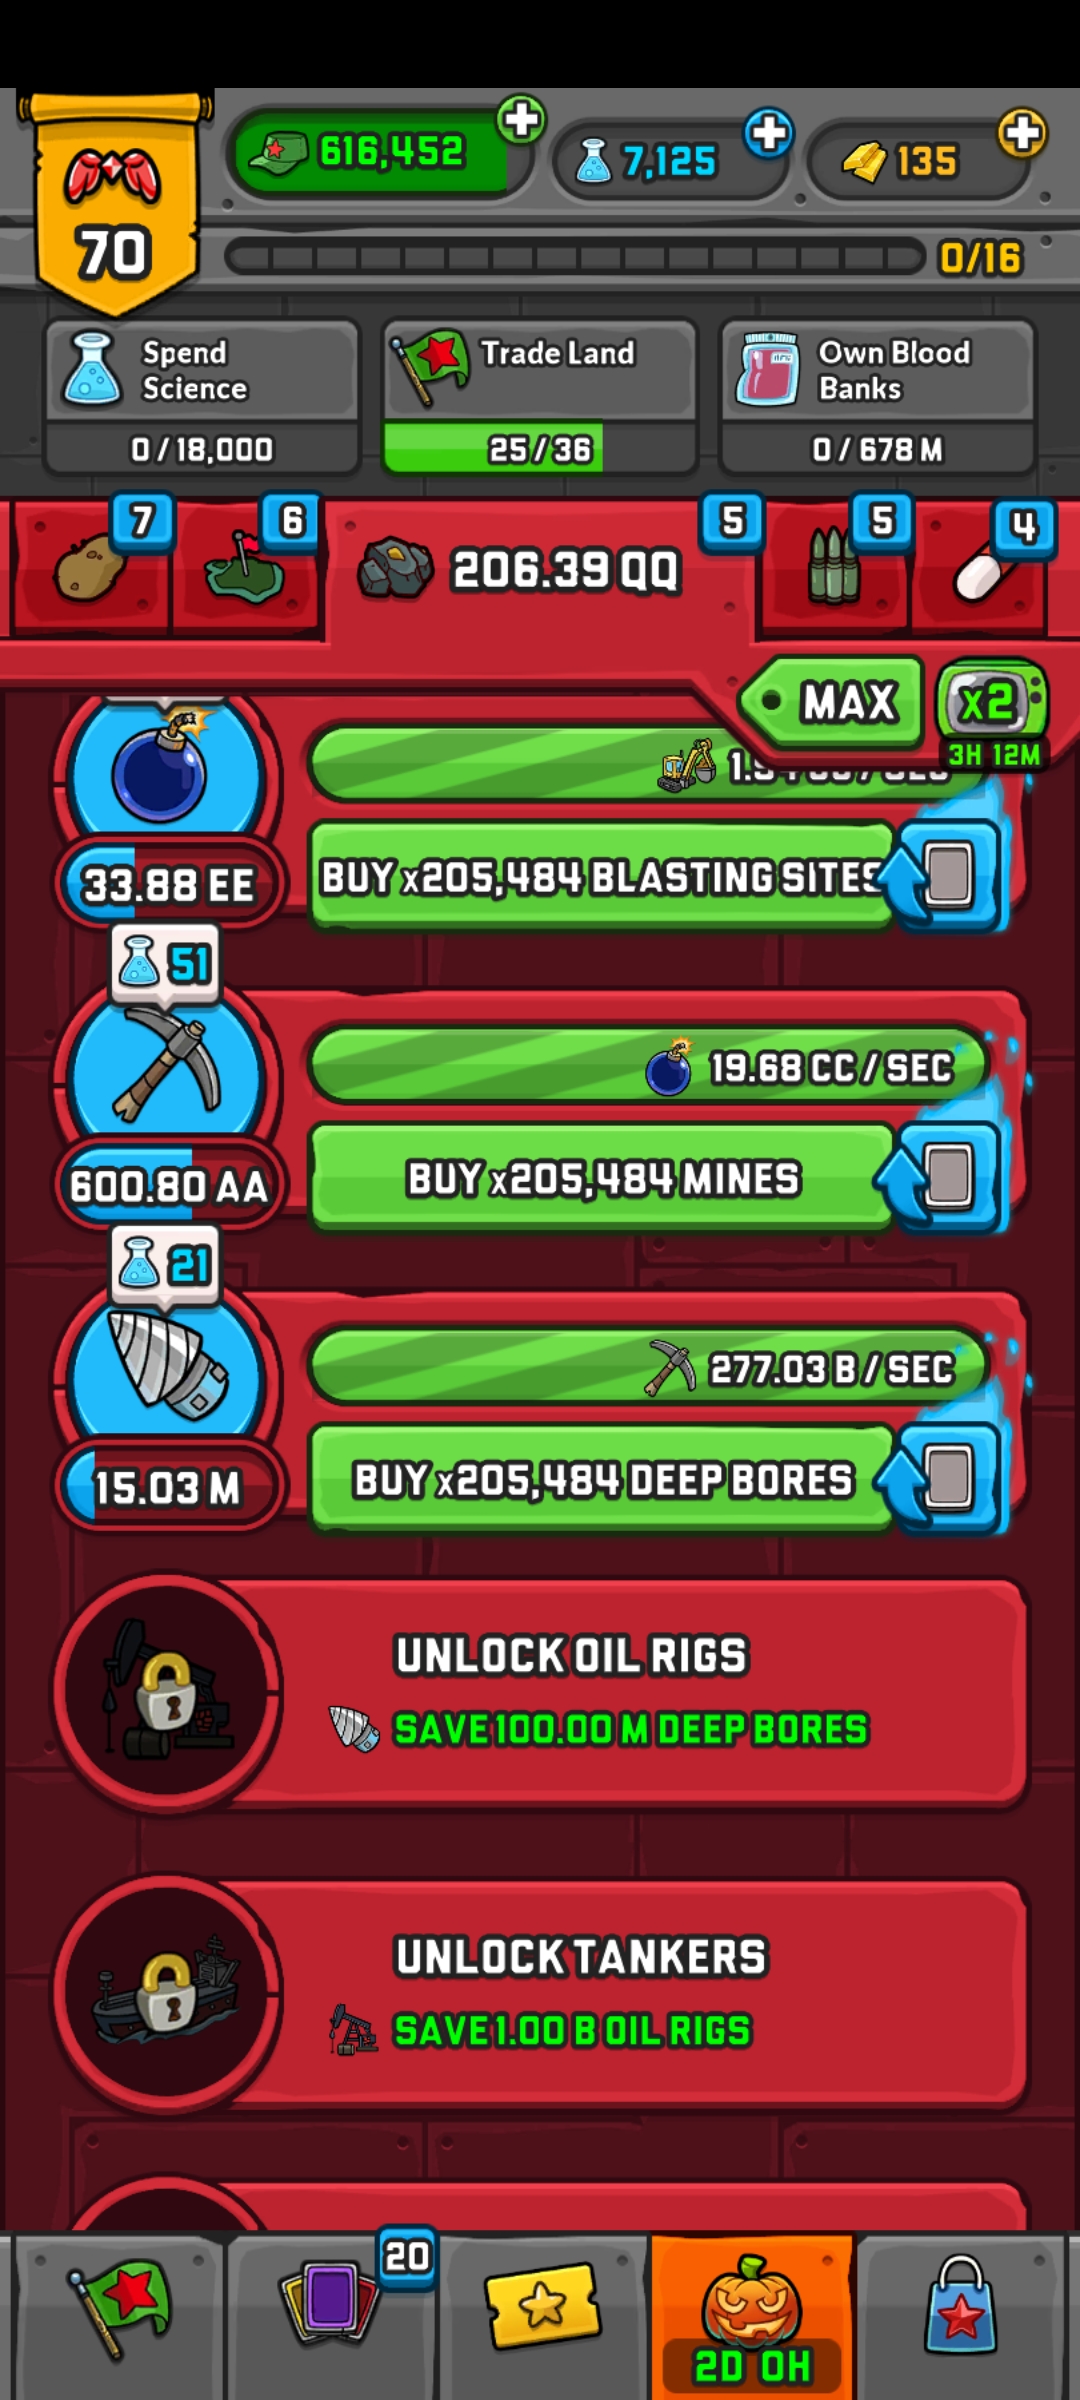 616,452
7,125
135
70
0/16
Spend
Science
0 / 18,000
Trade Land
25 / 36
Own Blood
Banks
0 / 678 M
7
6
206.39 QQ
5
5
4
MAX
x2
3H 12M
33.88 EE
BUY x205,484 BLASTING SITES
51
19.68 CC / SEC
600.80 AA
BUY x205,484 MINES
21
277.03 B / SEC
15.03 M
BUY x205,484 DEEP BORES
UNLOCK OIL RIGS
SAVE 100.00 M DEEP BORES
UNLOCK TANKERS
SAVE 1.00 B OIL RIGS
20
2D 0H